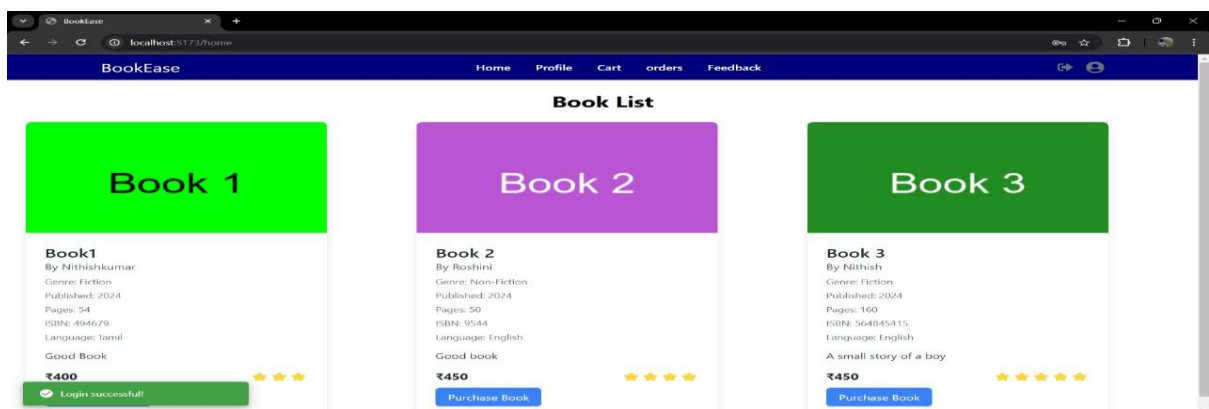 BookEase
localhost:5173/home
BookEase
Home Profile Cart orders Feedback
Book List
Book 1
Book1
By Nithishkumar
Genre: Fiction
Published: 2024
Pages: 54
ISBN: 494679
Language: Tamil
Good Book
₹400
Book 2
Book 2
By Roshini
Genre: Non-Fiction
Published: 2024
Pages: 50
ISBN: 9544
Language: English
Good book
₹450
Purchase Book
Book 3
Book 3
By Nithish
Genre: Fiction
Published: 2024
Pages: 160
ISBN: 564845415
Language: English
A small story of a boy
₹450
Purchase Book
Login successful!